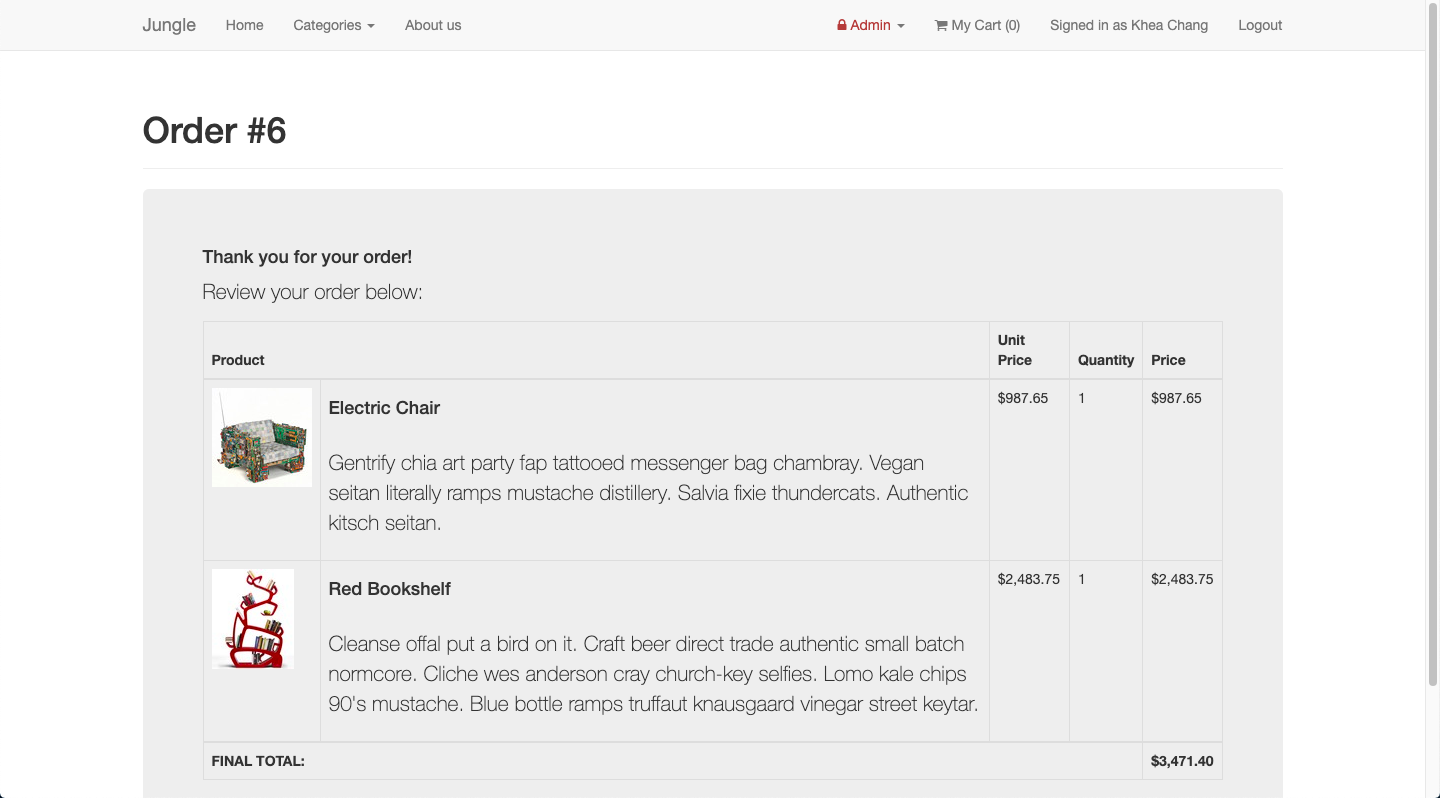 Jungle Home Categories About us Admin My Cart (0) Signed in as Khea Chang Logout
Order #6
Thank you for your order!
Review your order below:
Product Unit Price Quantity Price
Electric Chair $987.65 1 $987.65
Gentrify chia art party fap tattooed messenger bag chambray. Vegan
seitan literally ramps mustache distillery. Salvia fixie thundercats. Authentic
kitsch seitan.
Red Bookshelf $2,483.75 1 $2,483.75
Cleanse offal put a bird on it. Craft beer direct trade authentic small batch
normcore. Cliche wes anderson cray church-key selfies. Lomo kale chips
90's mustache. Blue bottle ramps truffaut knausgaard vinegar street keytar.
FINAL TOTAL: $3,471.40